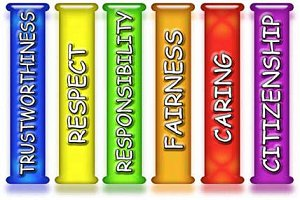 TRUSTWORTHINESS
RESPECT
RESPONSIBILITY
FAIRNESS
CARING
CITIZENSHIP